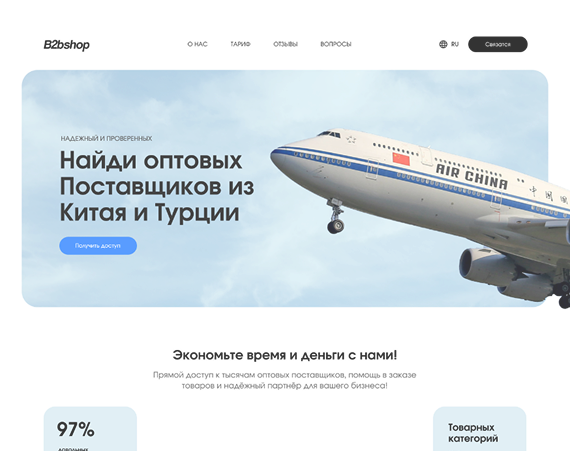 B2bshop
О НАС
ТАРИФ
ОТЗЫВЫ
ВОПРОСЫ
RU
Связатся
НАДЕЖНЫЙ И ПРОВЕРЕННЫХ
Найди оптовых
Поставщиков из
Китая и Турции
Получить доступ
AIR CHINA
中國
Экономьте время и деньги с нами!
Прямой доступ к тысячам оптовых поставщиков, помощь в заказе
товаров и надёжный партнёр для вашего бизнеса!
97%
довольных
Товарных
категорий